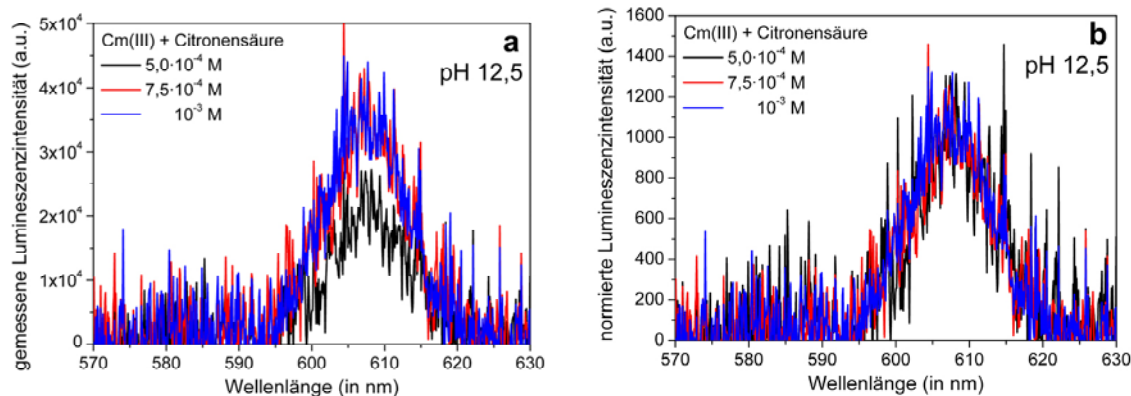 gemessene Lumineszenzintensität (a.u.)
5x10⁴
4x10⁴
3x10⁴
2x10⁴
1x10⁴
0
Cm(III) + Citronensäure
5,0·10⁻⁴ M
7,5·10⁻⁴ M
10⁻³ M
a
pH 12,5
570 580 590 600 610 620 630
Wellenlänge (in nm)
normierte Lumineszenzintensität (a.u.)
1600
1400
1200
1000
800
600
400
200
0
Cm(III) + Citronensäure
5,0·10⁻⁴ M
7,5·10⁻⁴ M
10⁻³ M
b
pH 12,5
570 580 590 600 610 620 630
Wellenlänge (in nm)